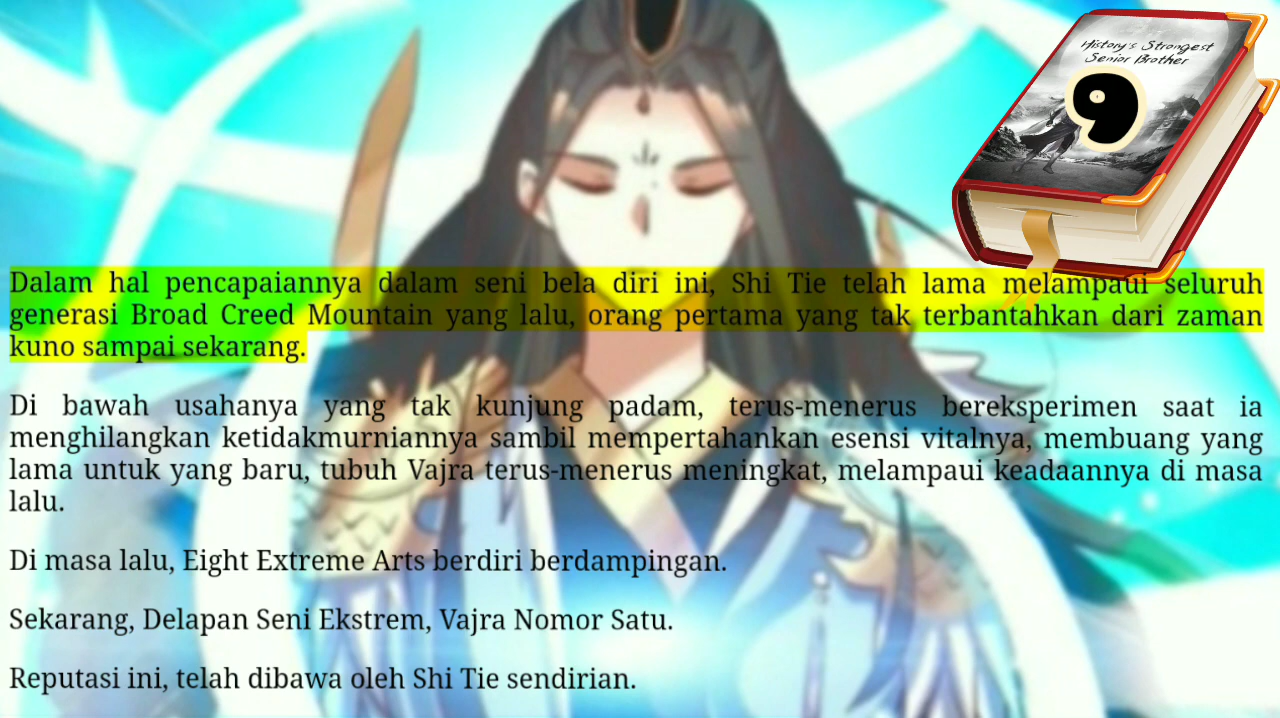 History's Strongest
Senior Brother
9
Dalam hal pencapaiannya dalam seni bela diri ini, Shi Tie telah lama melampaui seluruh
generasi Broad Creed Mountain yang lalu, orang pertama yang tak terbantahkan dari zaman
kuno sampai sekarang.
Di bawah usahanya yang tak kunjung padam, terus-menerus bereksperimen saat ia
menghilangkan ketidakmurniannya sambil mempertahankan esensi vitalnya, membuang yang
lama untuk yang baru, tubuh Vajra terus-menerus meningkat, melampaui keadaannya di masa
lalu.
Di masa lalu, Eight Extreme Arts berdiri berdampingan.
Sekarang, Delapan Seni Ekstrem, Vajra Nomor Satu.
Reputasi ini, telah dibawa oleh Shi Tie sendirian.